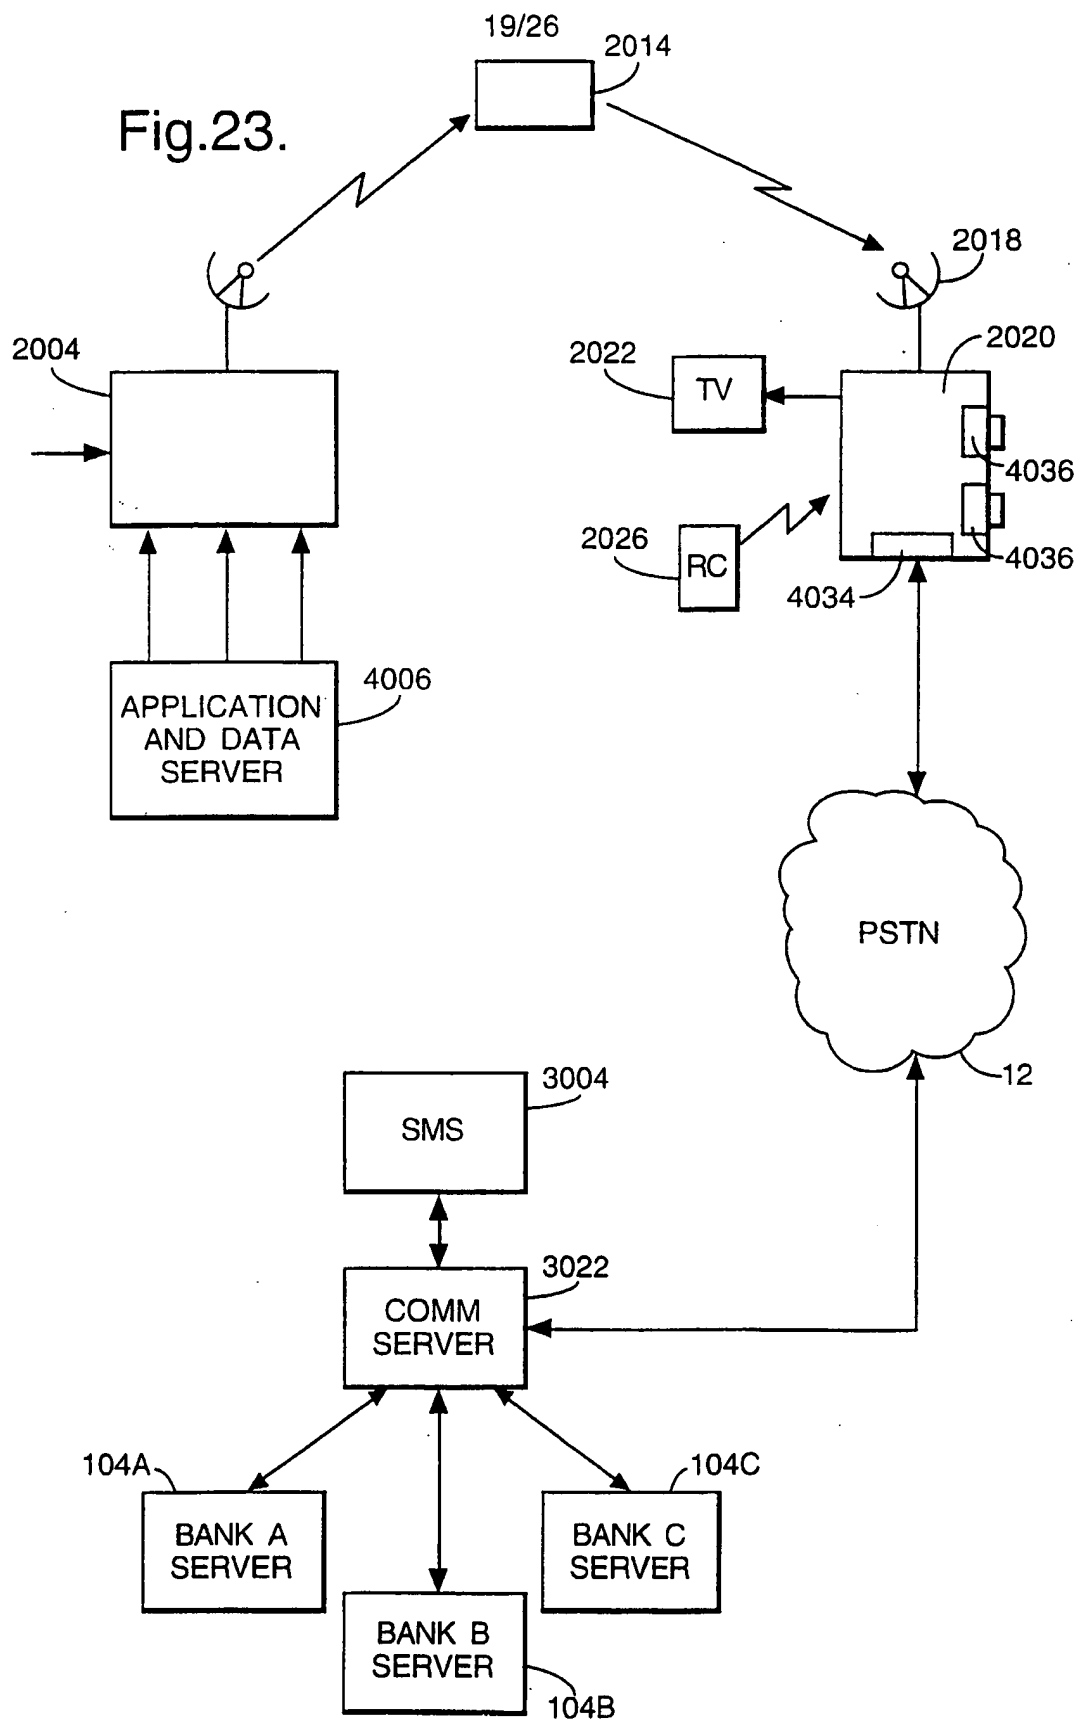 19/26
2014
Fig.23.
2018
2004
2022
TV
2020
4036
2026
RC
4036
4034
4006
APPLICATION
AND DATA
SERVER
PSTN
12
3004
SMS
3022
COMM
SERVER
104A
104C
BANK A
SERVER
BANK C
SERVER
BANK B
SERVER
104B